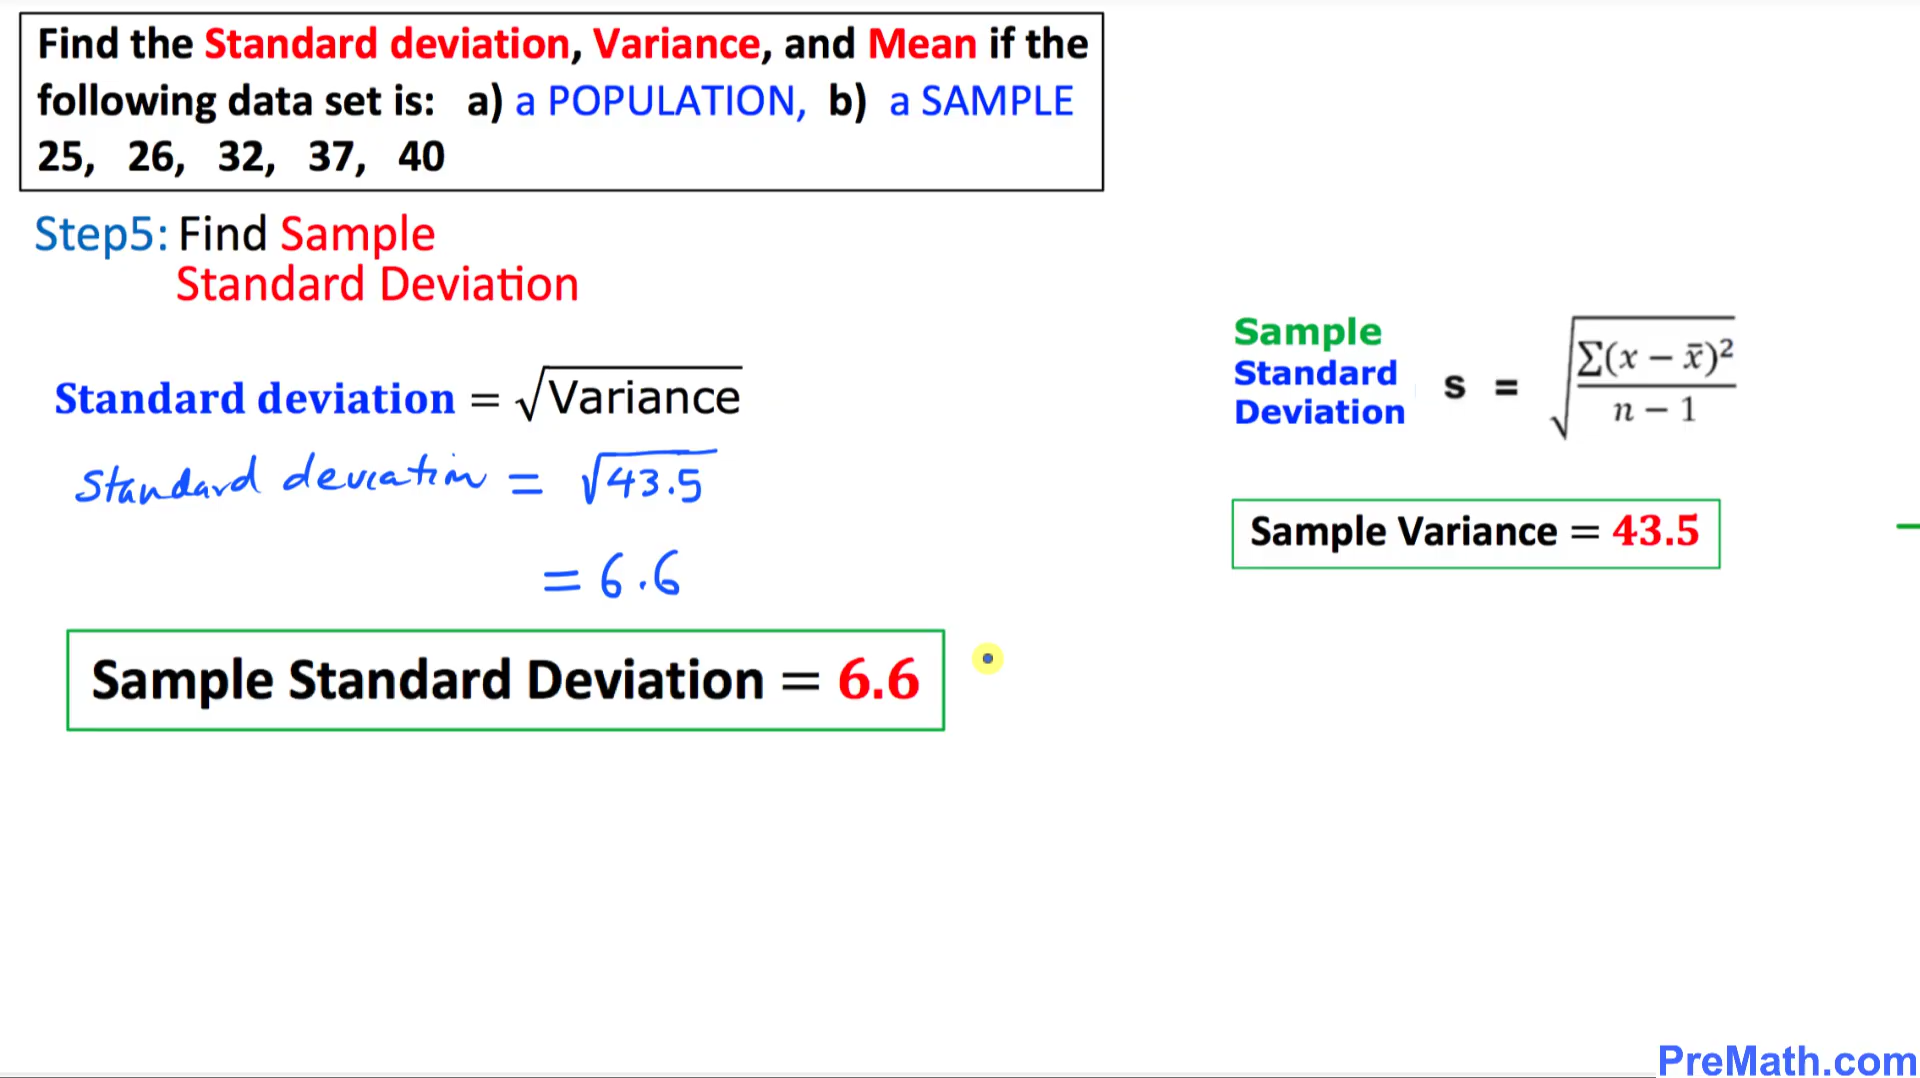 Find the Standard deviation, Variance, and Mean if the
following data set is: a) a POPULATION, b) a SAMPLE
25, 26, 32, 37, 40
Step5: Find Sample
Standard Deviation
Standard deviation = √Variance
Standard deviation = √43.5
= 6.6
Sample Standard Deviation = 6.6
Sample
Standard
Deviation
s = √(∑(x − x̄)² / (n − 1))
Sample Variance = 43.5
PreMath.com